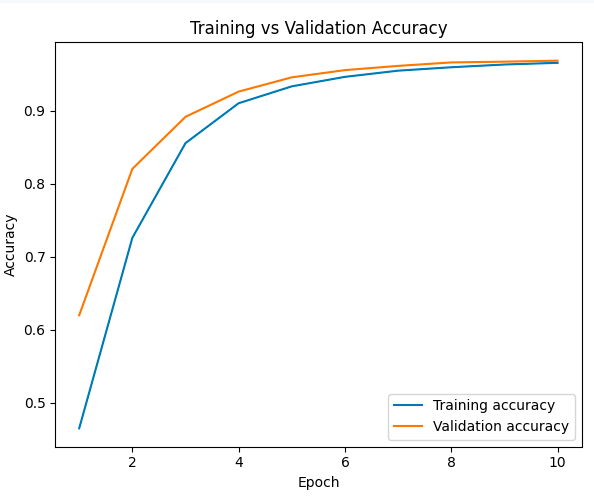 Training vs Validation Accuracy
Accuracy
0.9
0.8
0.7
0.6
0.5
Training accuracy
Validation accuracy
2 4 6 8 10
Epoch